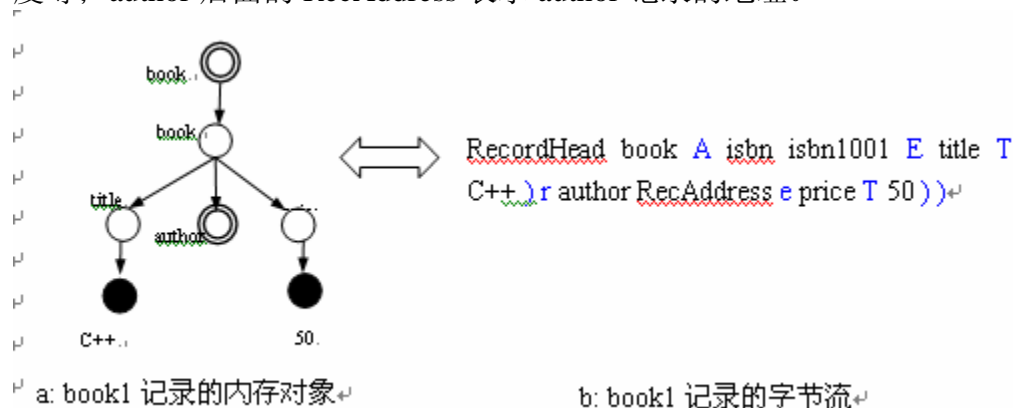 book
book
title
author
C++
50
RecordHead book A isbn isbn1001 E title T
C++ ) r author RecAddress e price T 50 ) )
a: book1 记录的内存对象
b: book1 记录的字节流